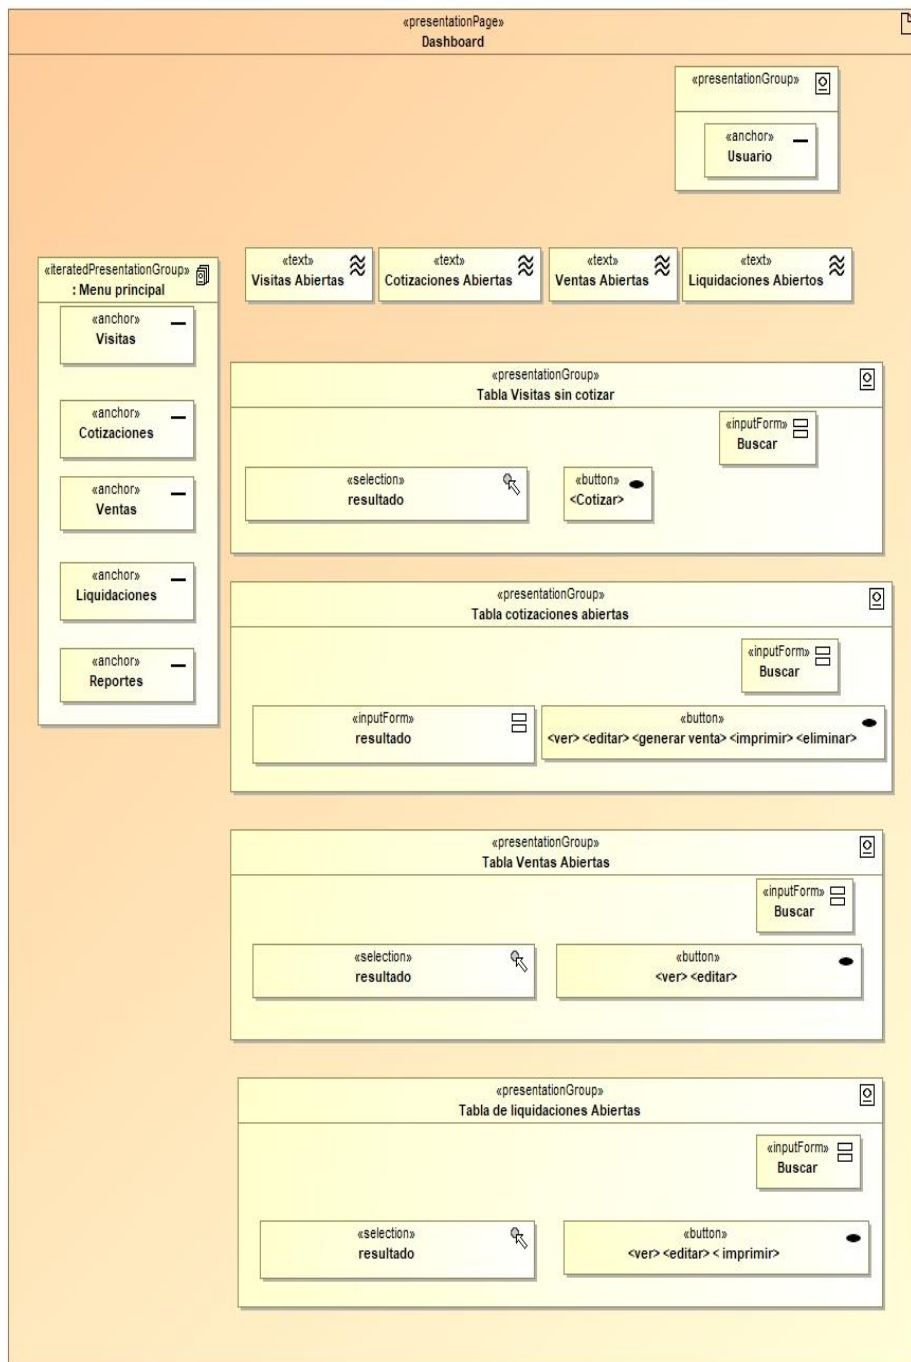 «presentationPage»
Dashboard
«presentationGroup»
«anchor»
Usuario
«iteratedPresentationGroup»
: Menu principal
«anchor»
Visitas
«anchor»
Cotizaciones
«anchor»
Ventas
«anchor»
Liquidaciones
«anchor»
Reportes
«text»
Visitas Abiertas
«text»
Cotizaciones Abiertas
«text»
Ventas Abiertas
«text»
Liquidaciones Abiertos
«presentationGroup»
Tabla Visitas sin cotizar
«inputForm»
Buscar
«selection»
resultado
«button»
<Cotizar>
«presentationGroup»
Tabla cotizaciones abiertas
«inputForm»
Buscar
«inputForm»
resultado
«button»
<ver> <editar> <generar venta> <imprimir> <eliminar>
«presentationGroup»
Tabla Ventas Abiertas
«inputForm»
Buscar
«selection»
resultado
«button»
<ver> <editar>
«presentationGroup»
Tabla de liquidaciones Abiertas
«inputForm»
Buscar
«selection»
resultado
«button»
<ver> <editar> < imprimir>